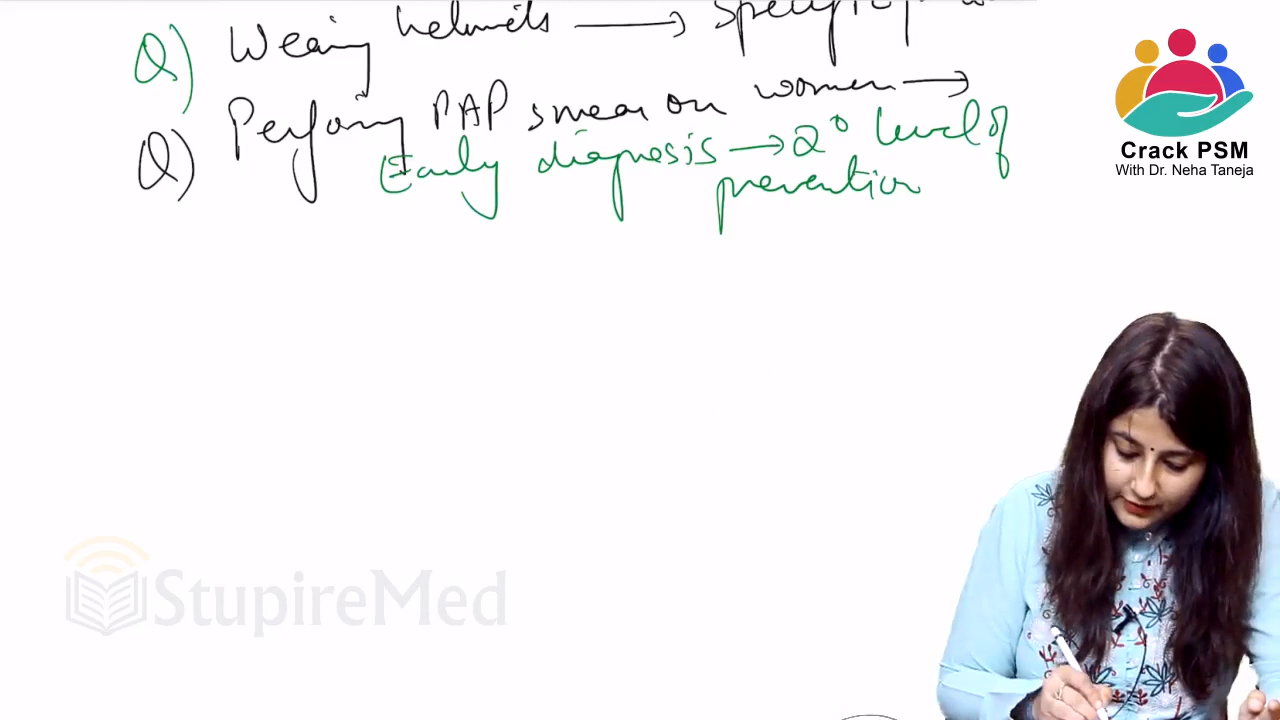 Q) Wearing helmets →
Q) Performing PAP smear on women →
Early diagnosis → 2° level of
prevention
Crack PSM
With Dr. Neha Taneja
StupireMed